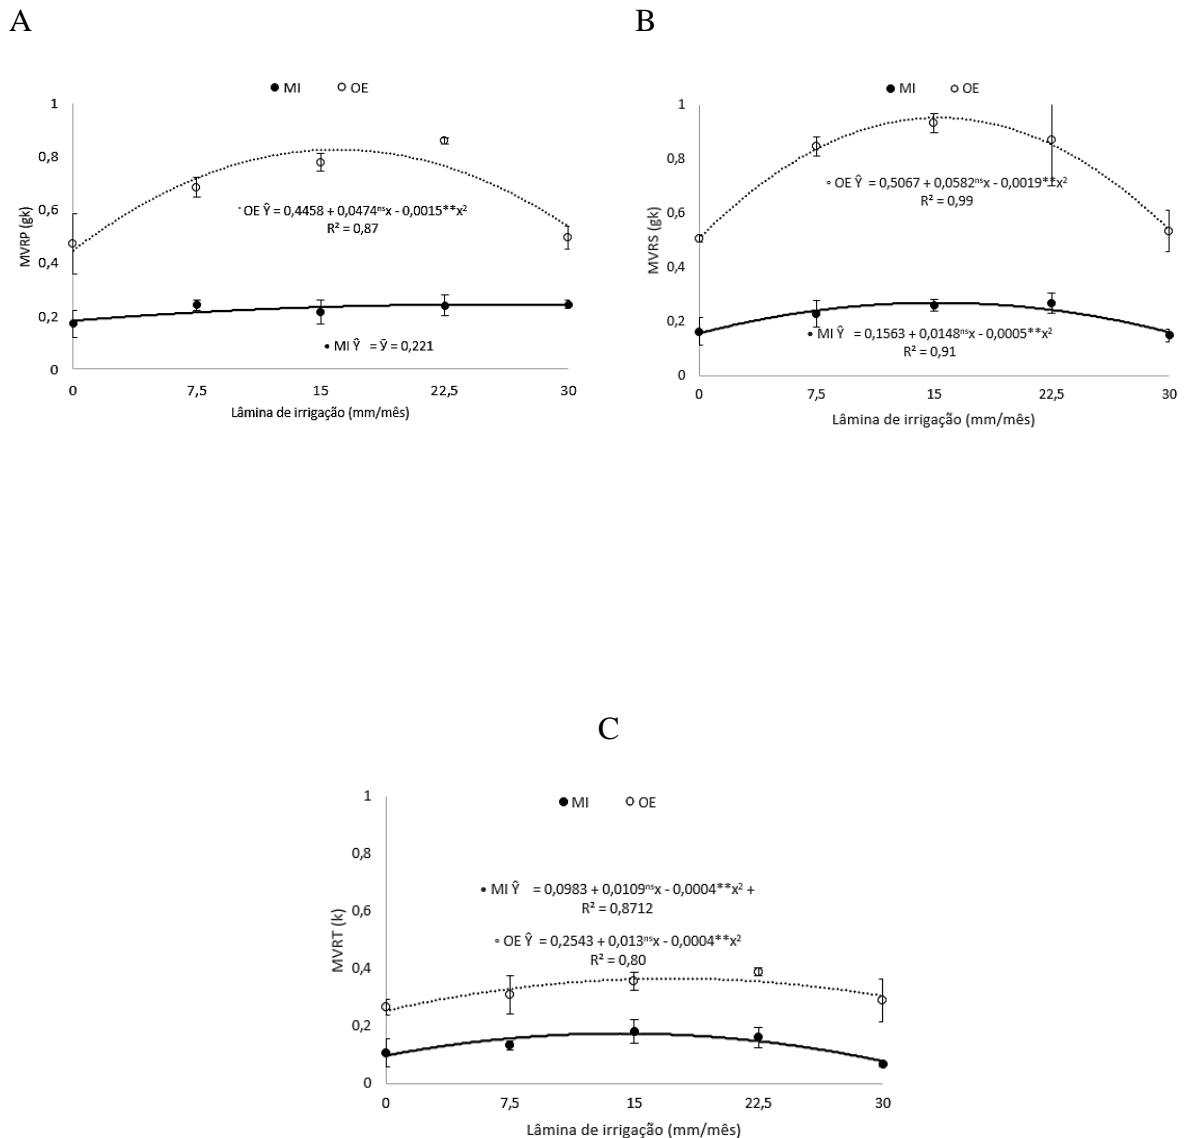 A
MI OE
1
0,8
0,6
0,4
0,2
0
MVRP (gk)
◦ OE Ŷ = 0,4458 + 0,0474ⁿˢx - 0,0015**x²
R² = 0,87
• MI Ŷ = ȳ = 0,221
0 7,5 15 22,5 30
Lâmina de irrigação (mm/mês)
B
MI OE
1
0,8
0,6
0,4
0,2
0
MVRS (gk)
◦ OE Ŷ = 0,5067 + 0,0582ⁿˢx - 0,0019**x²
R² = 0,99
• MI Ŷ = 0,1563 + 0,0148ⁿˢx - 0,0005**x²
R² = 0,91
0 7,5 15 22,5 30
Lâmina de irrigação (mm/mês)
C
MI OE
1
0,8
0,6
0,4
0,2
0
MVRT (k)
• MI Ŷ = 0,0983 + 0,0109ⁿˢx - 0,0004**x² +
R² = 0,8712
◦ OE Ŷ = 0,2543 + 0,013ⁿˢx - 0,0004**x²
R² = 0,80
0 7,5 15 22,5 30
Lâmina de irrigação (mm/mês)